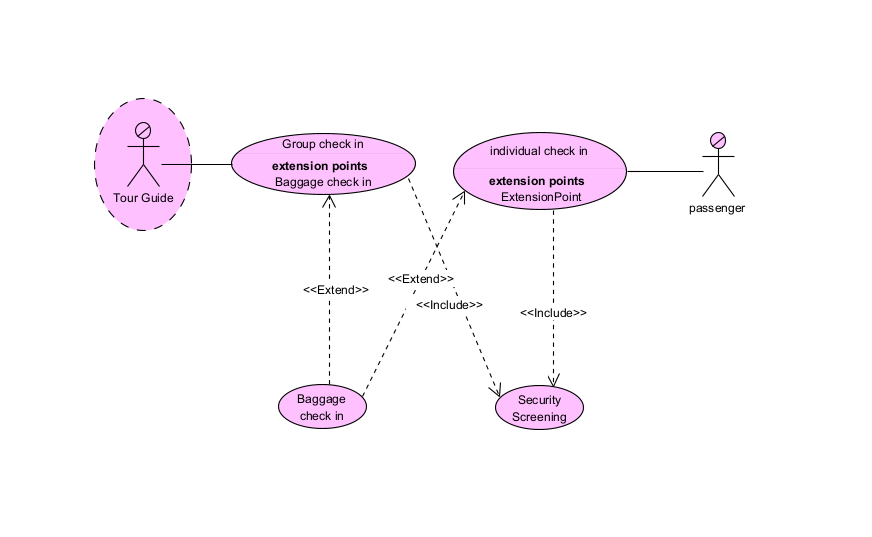 Group check in
extension points
Baggage check in
individual check in
extension points
ExtensionPoint
Tour Guide
passenger
<<Extend>>
<<Extend>>
<<Include>>
<<Include>>
Baggage
check in
Security
Screening